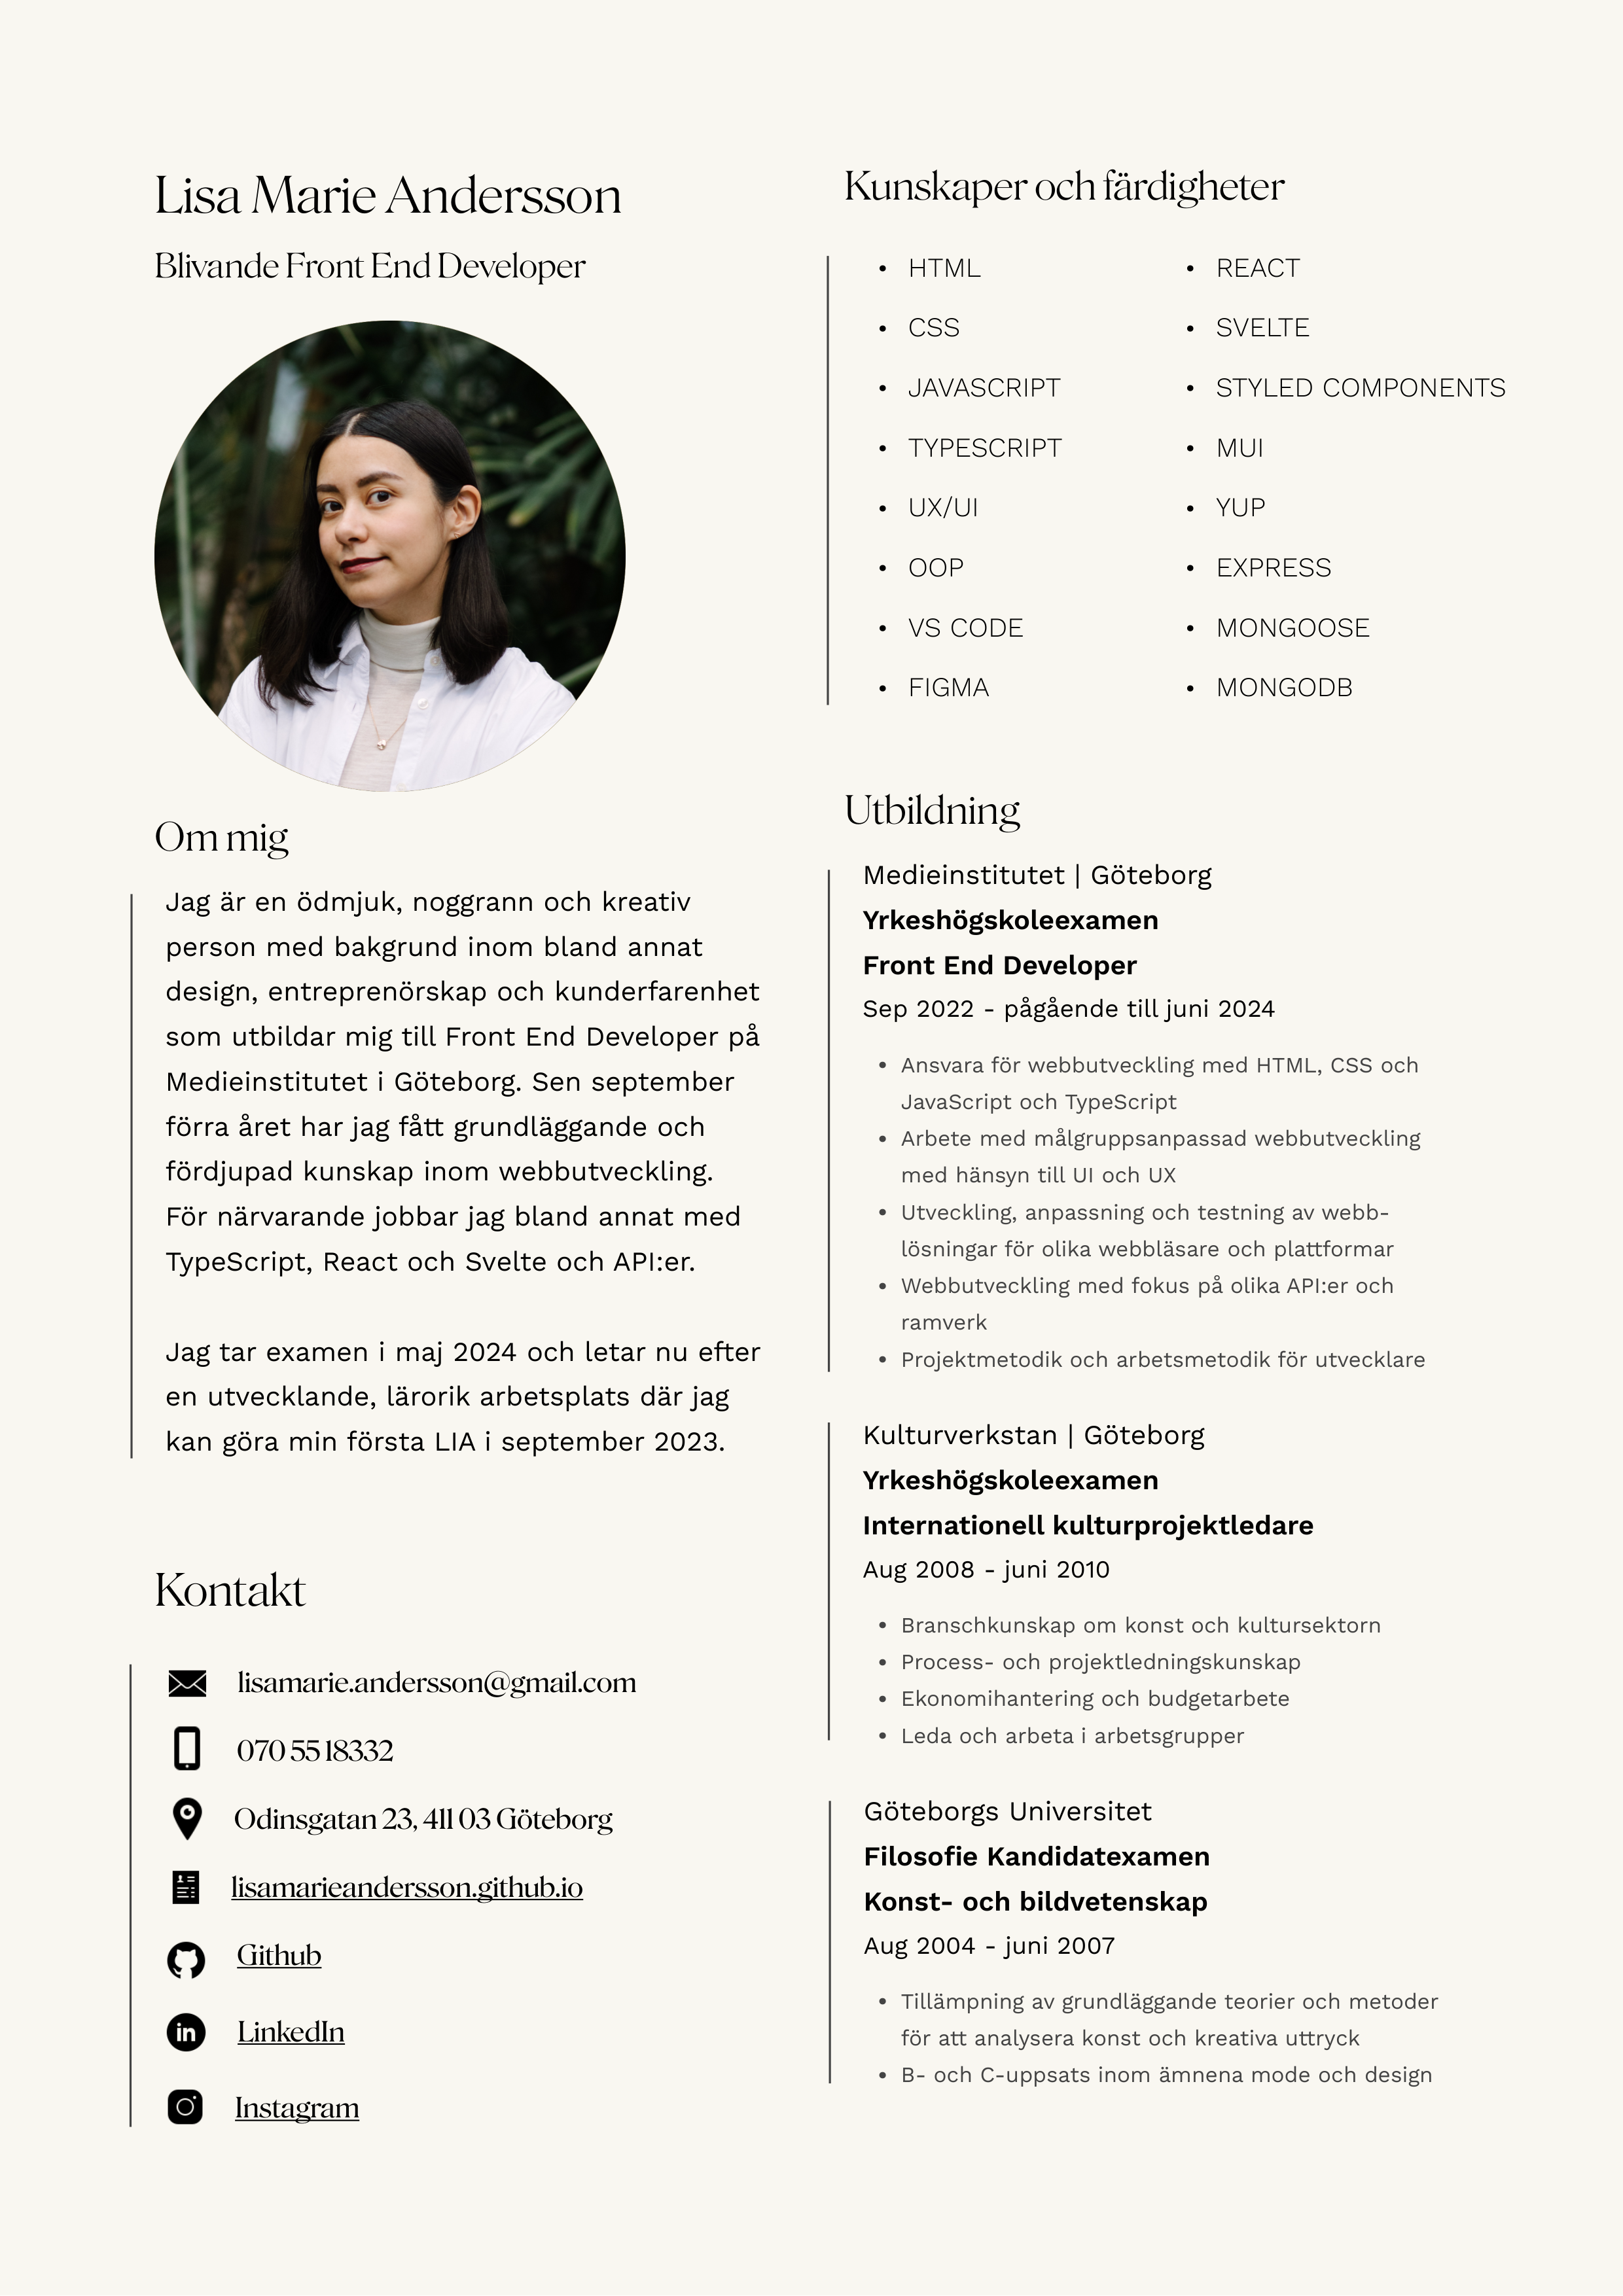 Lisa Marie Andersson
Blivande Front End Developer
Om mig
Jag är en ödmjuk, noggrann och kreativ
person med bakgrund inom bland annat
design, entreprenörskap och kunderfarenhet
som utbildar mig till Front End Developer på
Medieinstitutet i Göteborg. Sen september
förra året har jag fått grundläggande och
fördjupad kunskap inom webbutveckling.
För närvarande jobbar jag bland annat med
TypeScript, React och Svelte och API:er.
Jag tar examen i maj 2024 och letar nu efter
en utvecklande, lärorik arbetsplats där jag
kan göra min första LIA i september 2023.
Kontakt
lisamarie.andersson@gmail.com
070 55 18332
Odinsgatan 23, 411 03 Göteborg
lisamarieandersson.github.io
Github
LinkedIn
Instagram
Kunskaper och färdigheter
• HTML
• CSS
• JAVASCRIPT
• TYPESCRIPT
• UX/UI
• OOP
• VS CODE
• FIGMA
• REACT
• SVELTE
• STYLED COMPONENTS
• MUI
• YUP
• EXPRESS
• MONGOOSE
• MONGODB
Utbildning
Medieinstitutet | Göteborg
Yrkeshögskoleexamen
Front End Developer
Sep 2022 - pågående till juni 2024
• Ansvara för webbutveckling med HTML, CSS och
JavaScript och TypeScript
• Arbete med målgruppsanpassad webbutveckling
med hänsyn till UI och UX
• Utveckling, anpassning och testning av webb-
lösningar för olika webbläsare och plattformar
• Webbutveckling med fokus på olika API:er och
ramverk
• Projektmetodik och arbetsmetodik för utvecklare
Kulturverkstan | Göteborg
Yrkeshögskoleexamen
Internationell kulturprojektledare
Aug 2008 - juni 2010
• Branschkunskap om konst och kultursektorn
• Process- och projektledningskunskap
• Ekonomihantering och budgetarbete
• Leda och arbeta i arbetsgrupper
Göteborgs Universitet
Filosofie Kandidatexamen
Konst- och bildvetenskap
Aug 2004 - juni 2007
• Tillämpning av grundläggande teorier och metoder
för att analysera konst och kreativa uttryck
• B- och C-uppsats inom ämnena mode och design